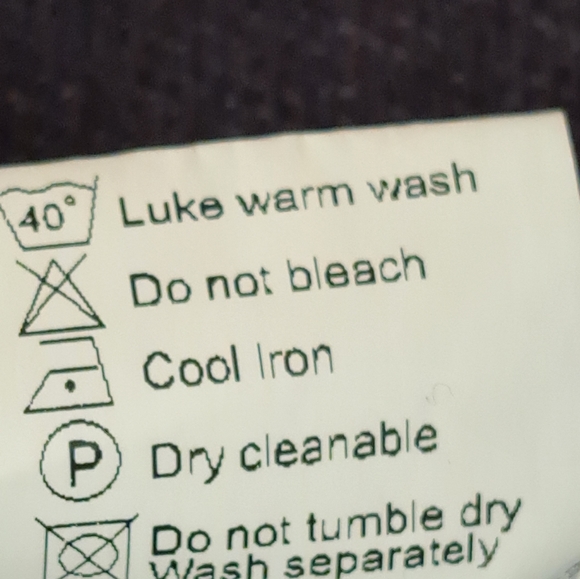 40° Luke warm wash
Do not bleach
Cool Iron
P Dry cleanable
Do not tumble dry
Wash separately